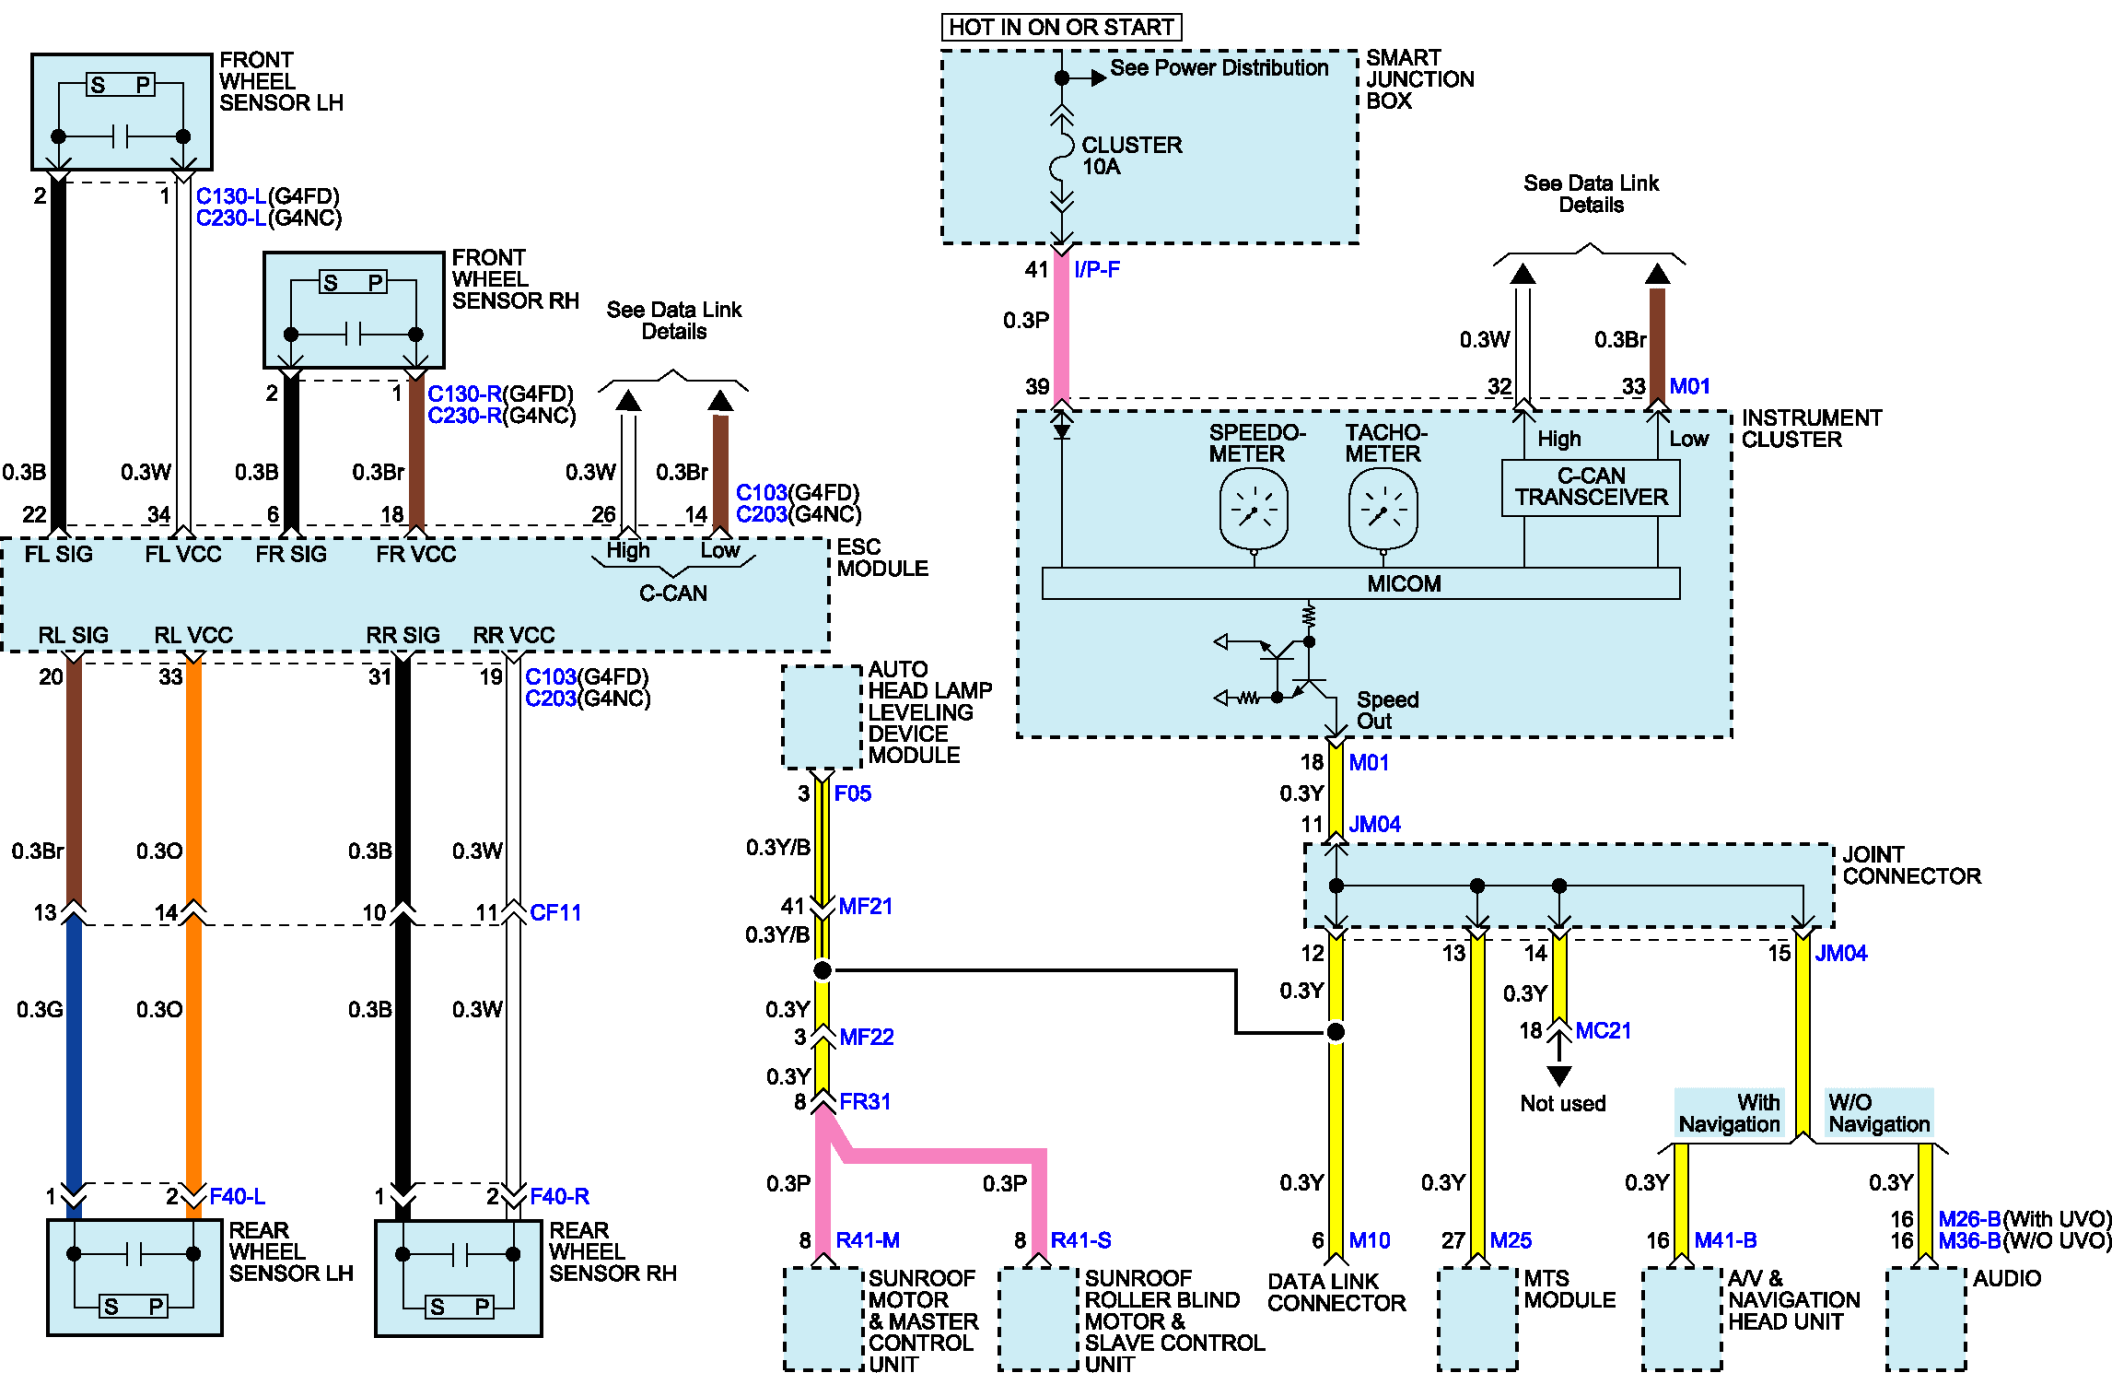 HOT IN ON OR START
SMART
JUNCTION
BOX
See Power Distribution
CLUSTER
10A
41 I/P-F
0.3P
39
See Data Link
Details
0.3W
0.3Br
32
33 M01
INSTRUMENT
CLUSTER
SPEEDO-
METER
TACHO-
METER
High
Low
C-CAN
TRANSCEIVER
MICOM
Speed
Out
18 M01
0.3Y
11 JM04
JOINT
CONNECTOR
12
13
14
15 JM04
0.3Y
0.3Y
18 MC21
Not used
With
Navigation
W/O
Navigation
0.3Y
0.3Y
0.3Y
0.3Y
6 M10
27 M25
16 M41-B
16 M26-B(With UVO)
16 M36-B(W/O UVO)
DATA LINK
CONNECTOR
MTS
MODULE
A/V &
NAVIGATION
HEAD UNIT
AUDIO
FRONT
WHEEL
SENSOR LH
S P
2
1
C130-L(G4FD)
C230-L(G4NC)
FRONT
WHEEL
SENSOR RH
S P
2
1
C130-R(G4FD)
C230-R(G4NC)
See Data Link
Details
0.3B
0.3W
0.3B
0.3Br
0.3W
0.3Br
C103(G4FD)
C203(G4NC)
22
34
6
18
26
14
FL SIG
FL VCC
FR SIG
FR VCC
High
Low
C-CAN
ESC
MODULE
RL SIG
RL VCC
RR SIG
RR VCC
20
33
31
19
C103(G4FD)
C203(G4NC)
0.3Br
0.3O
0.3B
0.3W
13
14
10
11 CF11
0.3G
0.3O
0.3B
0.3W
1
2 F40-L
1
2 F40-R
REAR
WHEEL
SENSOR LH
S P
REAR
WHEEL
SENSOR RH
S P
AUTO
HEAD LAMP
LEVELING
DEVICE
MODULE
3 F05
0.3Y/B
41 MF21
0.3Y/B
0.3Y
3 MF22
0.3Y
8 FR31
0.3P
0.3P
8 R41-M
8 R41-S
SUNROOF
MOTOR
& MASTER
CONTROL
UNIT
SUNROOF
ROLLER BLIND
MOTOR &
SLAVE CONTROL
UNIT